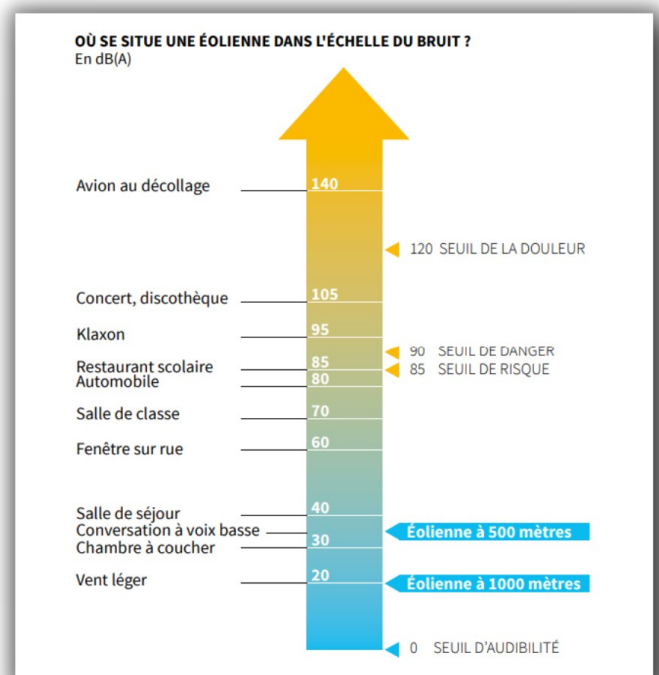 OÙ SE SITUE UNE ÉOLIENNE DANS L'ÉCHELLE DU BRUIT ?
En dB(A)
Avion au décollage 140
120 SEUIL DE LA DOULEUR
Concert, discothèque 105
Klaxon 95
90 SEUIL DE DANGER
Restaurant scolaire 85 85 SEUIL DE RISQUE
Automobile 80
Salle de classe 70
Fenêtre sur rue 60
Salle de séjour 40
Conversation à voix basse Éolienne à 500 mètres
Chambre à coucher 30
Vent léger 20 Éolienne à 1000 mètres
0 SEUIL D'AUDIBILITÉ